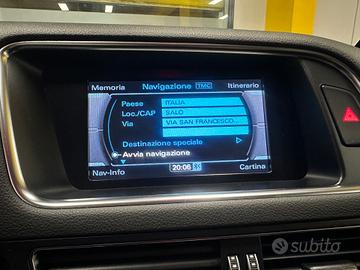 Memoria Navigazione TMC Itinerario
Paese ITALIA
Loc./CAP SALO
Via VIA SAN FRANCESCO...
Destinazione speciale
Avvia navigazione
Nav-Info 20:06 Cartina
subito